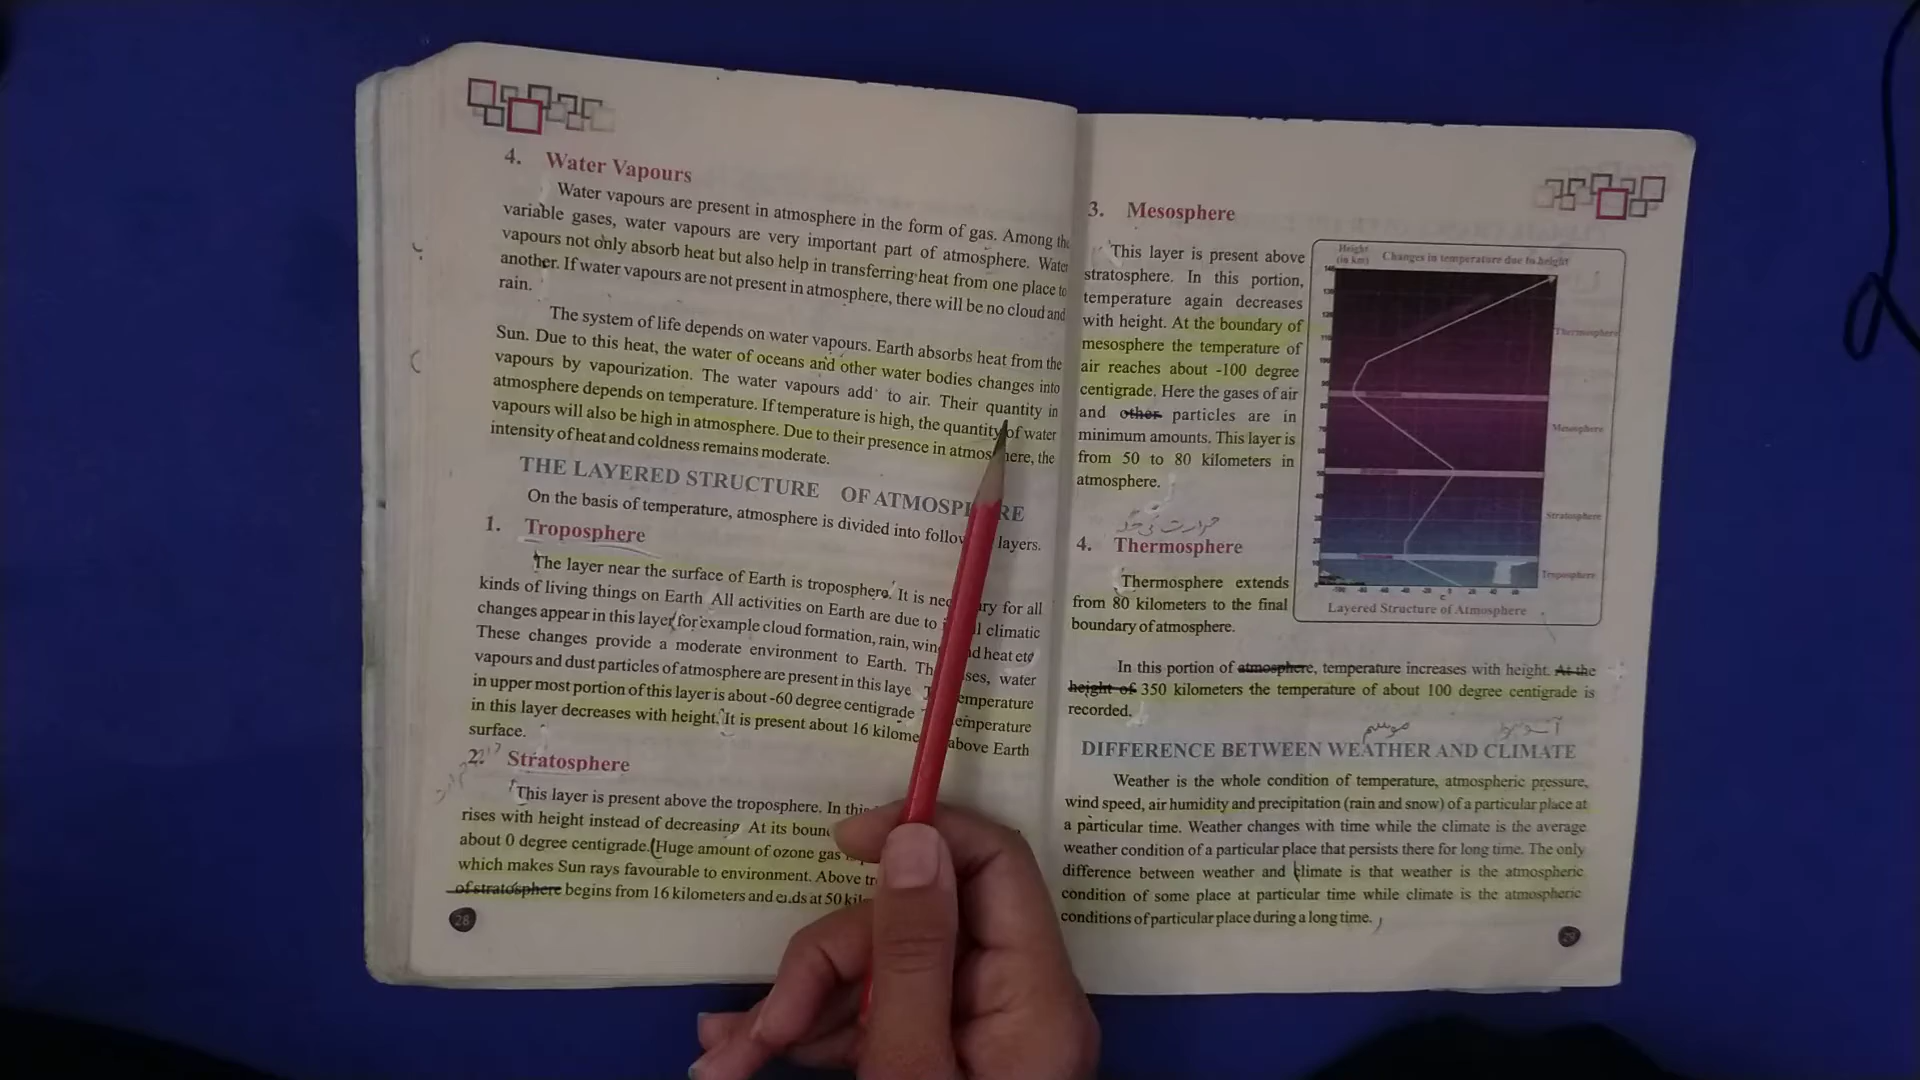 4. Water Vapours
Water vapours are present in atmosphere in the form of gas. Among the
variable gases, water vapours are very important part of atmosphere. Water
vapours not only absorb heat but also help in transferring heat from one place to
another. If water vapours are not present in atmosphere, there will be no cloud and
rain.
The system of life depends on water vapours. Earth absorbs heat from the
Sun. Due to this heat, the water of oceans and other water bodies changes into
vapours by vapourization. The water vapours add to air. Their quantity in
atmosphere depends on temperature. If temperature is high, the quantity of water
vapours will also be high in atmosphere. Due to their presence in atmosphere, the
intensity of heat and coldness remains moderate.
THE LAYERED STRUCTURE OF ATMOSPHERE
On the basis of temperature, atmosphere is divided into follow layers.
1. Troposphere
The layer near the surface of Earth is troposphere. It is nec ry for all
kinds of living things on Earth All activities on Earth are due to climatic
changes appear in this layer for example cloud formation, rain, wind and heat etc
These changes provide a moderate environment to Earth. ses, water
vapours and dust particles of atmosphere are present in this laye temperature
in upper most portion of this layer is about -60 degree centigrade temperature
in this layer decreases with height. It is present about 16 kilome above Earth
surface.
2. Stratosphere
This layer is present above the troposphere. In this
rises with height instead of decreasing At its boun
about 0 degree centigrade. (Huge amount of ozone gas
which makes Sun rays favourable to environment. Above
of stratosphere begins from 16 kilometers and ends at 50 kil
28
3. Mesosphere
This layer is present above
stratosphere. In this portion,
temperature again decreases
with height. At the boundary of
mesosphere the temperature of
air reaches about -100 degree
centigrade. Here the gases of air
and other particles are in
minimum amounts. This layer is
from 50 to 80 kilometers in
atmosphere.
Height
(in km) Changes in temperature due to height
Thermosphere
Mesosphere
Stratosphere
Troposphere
Layered Structure of Atmosphere
4. Thermosphere
Thermosphere extends
from 80 kilometers to the final
boundary of atmosphere.
In this portion of atmosphere, temperature increases with height. At the
height of 350 kilometers the temperature of about 100 degree centigrade is
recorded.
موسم
DIFFERENCE BETWEEN WEATHER AND CLIMATE
Weather is the whole condition of temperature, atmospheric pressure,
wind speed, air humidity and precipitation (rain and snow) of a particular place at
a particular time. Weather changes with time while the climate is the average
weather condition of a particular place that persists there for long time. The only
difference between weather and climate is that weather is the atmospheric
condition of some place at particular time while climate is the atmospheric
conditions of particular place during a long time.
29